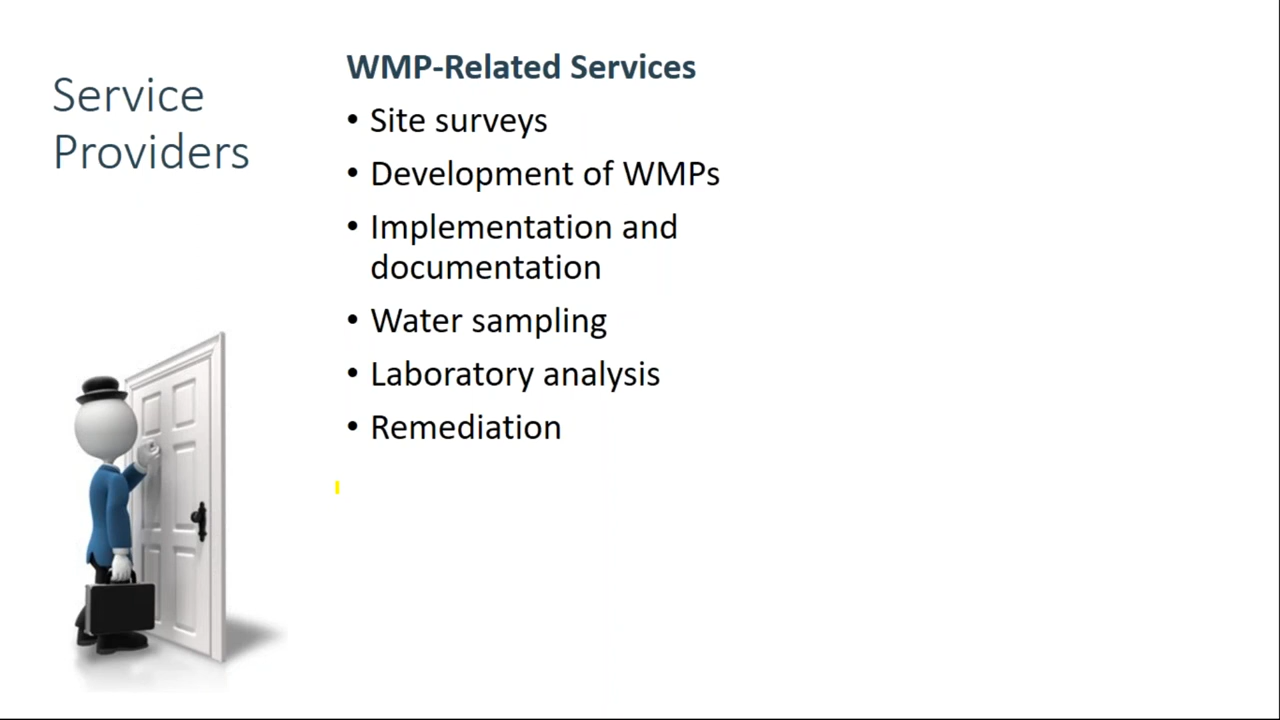 Service
Providers
WMP-Related Services
• Site surveys
• Development of WMPs
• Implementation and
documentation
• Water sampling
• Laboratory analysis
• Remediation